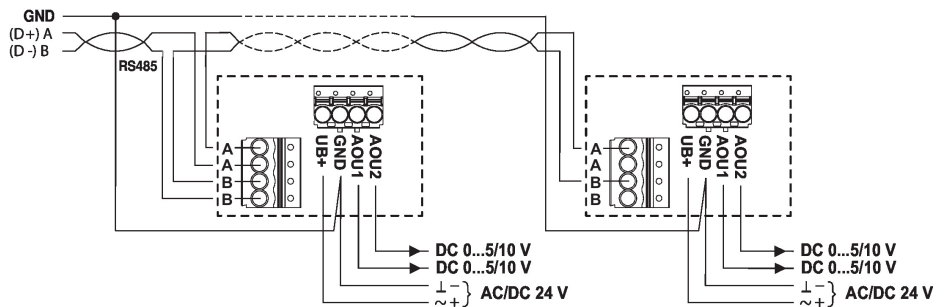 GND
(D+) A
(D -) B
RS485
A
A
B
B
UB+
GND
AOU1
AOU2
DC 0...5/10 V
DC 0...5/10 V
⊥ −
~ +
} AC/DC 24 V
A
A
B
B
UB+
GND
AOU1
AOU2
DC 0...5/10 V
DC 0...5/10 V
⊥ −
~ +
} AC/DC 24 V